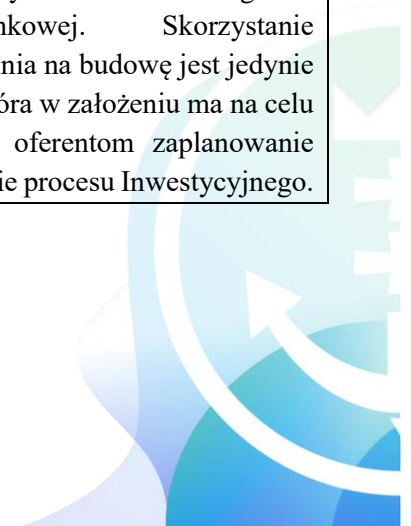 nkowej. Skorzystanie
nia na budowę jest jedynie
óra w założeniu ma na celu
oferentom zaplanowanie
ie procesu Inwestycyjnego.